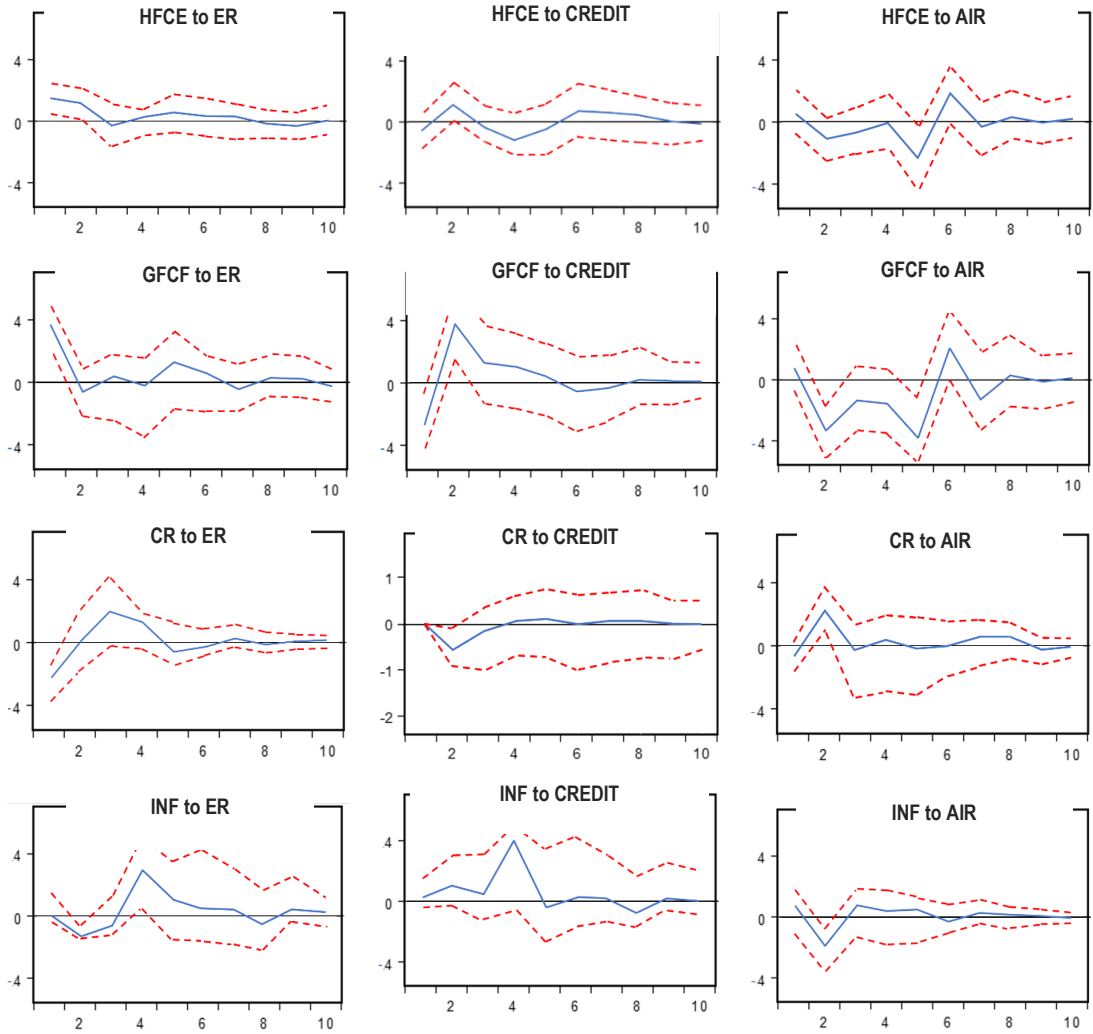 HFCE to ER
4
0
-4
2 4 6 8 10
HFCE to CREDIT
4
0
-4
2 4 6 8 10
HFCE to AIR
4
0
-4
2 4 6 8 10
GFCF to ER
4
0
-4
2 4 6 8 10
GFCF to CREDIT
4
0
-4
2 4 6 8 10
GFCF to AIR
4
0
-4
2 4 6 8 10
CR to ER
4
0
-4
2 4 6 8 10
CR to CREDIT
1
0
-1
-2
2 4 6 8 10
CR to AIR
4
0
-4
2 4 6 8 10
INF to ER
.4
0
-4
2 4 6 8 10
INF to CREDIT
.4
0
-4
2 4 6 8 10
INF to AIR
4
0
-4
2 4 6 8 10